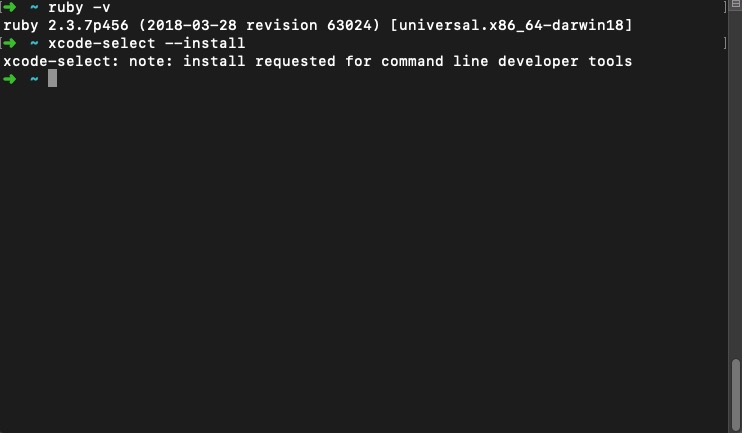 [➜  ~ ruby -v ]
ruby 2.3.7p456 (2018-03-28 revision 63024) [universal.x86_64-darwin18]
[➜  ~ xcode-select --install ]
xcode-select: note: install requested for command line developer tools
➜  ~